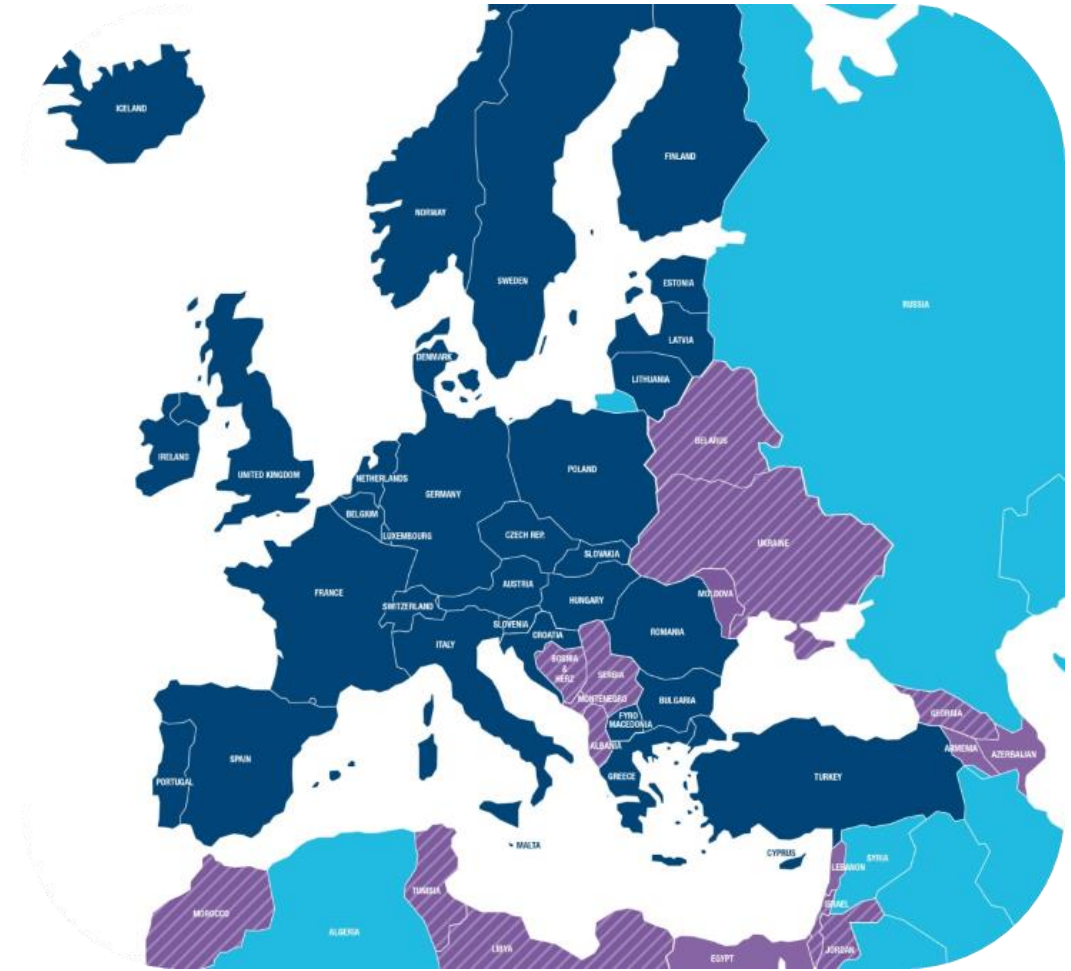 ICELAND
FINLAND
NORWAY
SWEDEN
ESTONIA
RUSSIA
LATVIA
DENMARK
LITHUANIA
BELARUS
IRELAND
UNITED KINGDOM
NETHERLANDS
POLAND
GERMANY
BELGIUM
LUXEMBOURG
CZECH REP.
UKRAINE
SLOVAKIA
AUSTRIA
FRANCE
SWITZERLAND
HUNGARY
MOLDOVA
SLOVENIA
CROATIA
ROMANIA
ITALY
BOSNIA
&
HERZ
SERBIA
MONTENEGRO
BULGARIA
FYRO
MACEDONIA
GEORGIA
ALBANIA
ARMENIA
AZERBALIAN
SPAIN
PORTUGAL
GREECE
TURKEY
MALTA
CYPRUS
SYRIA
LEBANON
TUNISIA
ISRAEL
MOROCCO
ALGERIA
LIBYA
JORDAN
EGYPT